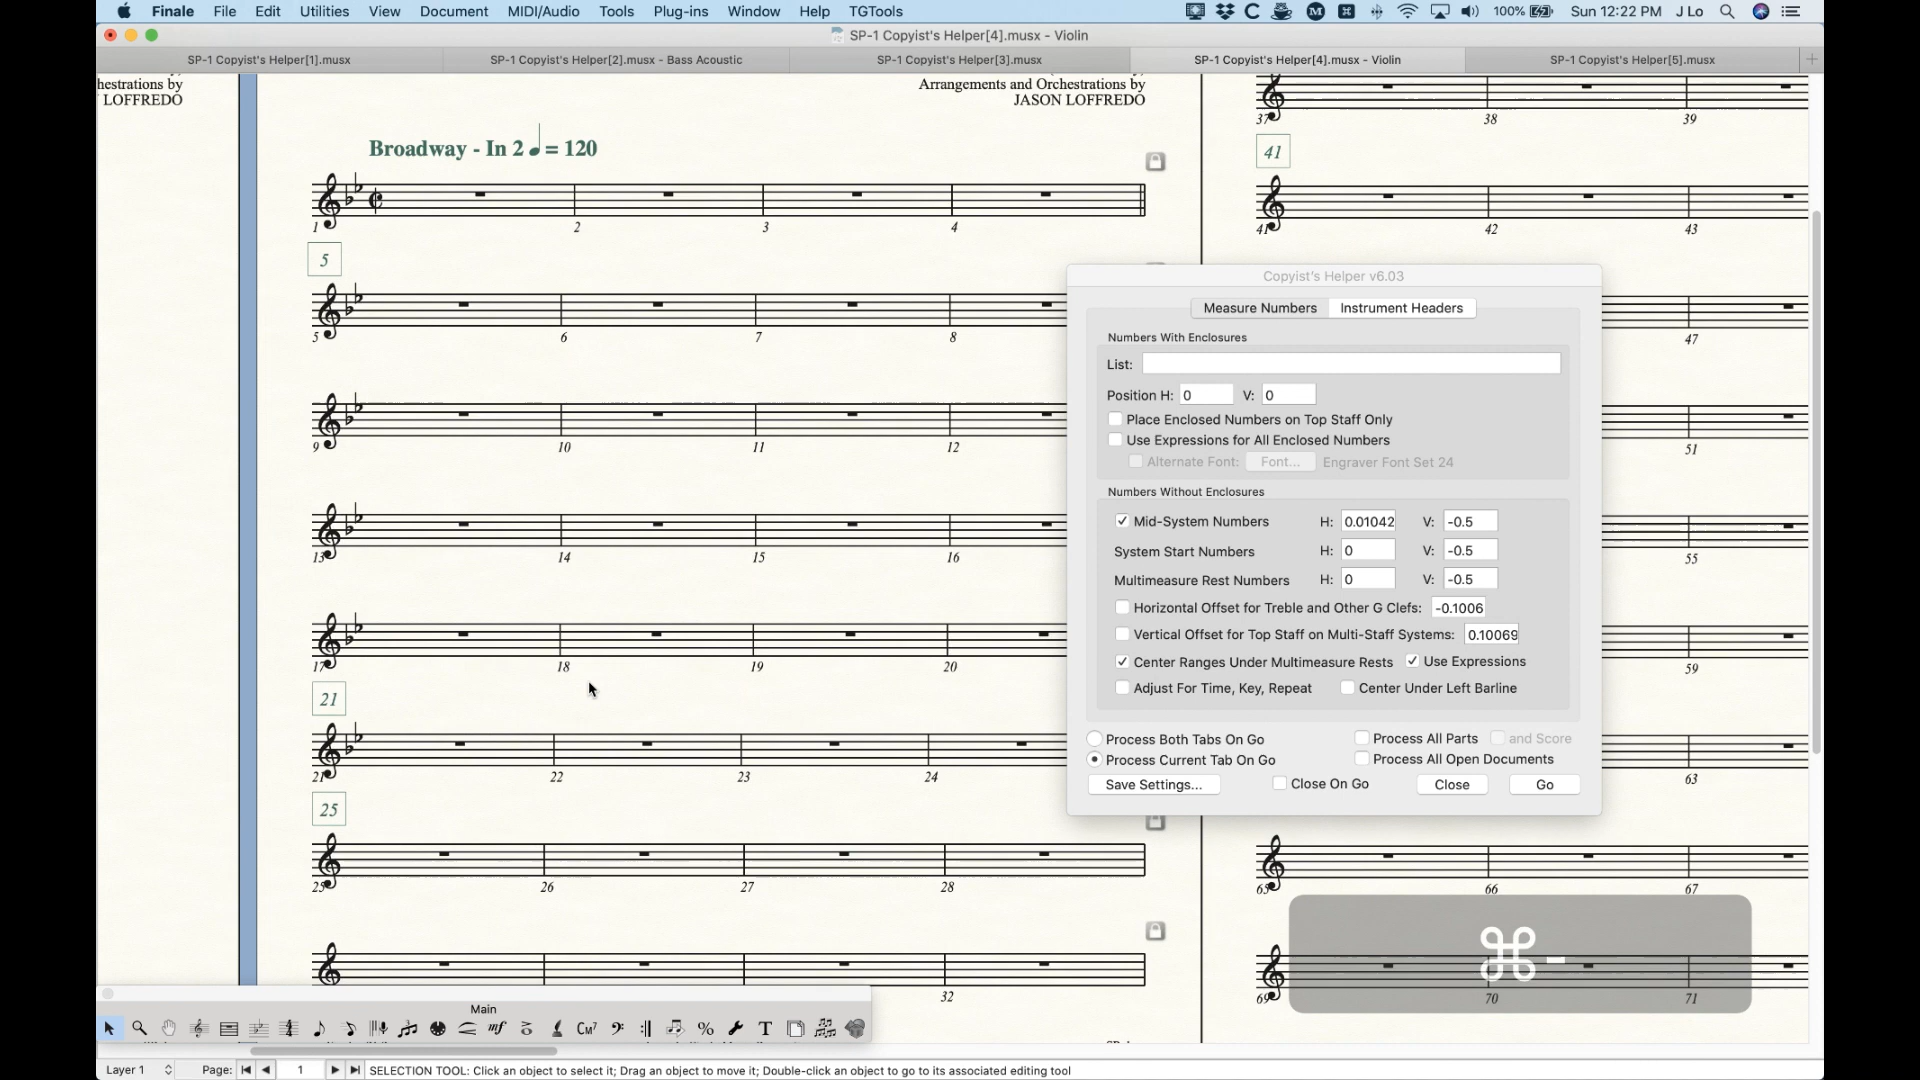 Finale File Edit Utilities View Document MIDI/Audio Tools Plug-ins Window Help TGTools 100% Sun 12:22 PM J Lo
SP-1 Copyist's Helper[4].musx - Violin
SP-1 Copyist's Helper[1].musx SP-1 Copyist's Helper[2].musx - Bass Acoustic SP-1 Copyist's Helper[3].musx SP-1 Copyist's Helper[4].musx - Violin SP-1 Copyist's Helper[5].musx
hestrations by
LOFFREDO
Arrangements and Orchestrations by
JASON LOFFREDO
Broadway - In 2 = 120
1 2 3 4
5
5 6 7 8
9 10 11 12
13 14 15 16
17 18 19 20
21
21 22 23 24
25
25 26 27 28
32
37 38 39
41
41 42 43
47
51
55
59
63
65 66 67
69 70 71
Copyist's Helper v6.03
Measure Numbers Instrument Headers
Numbers With Enclosures
List:
Position H: 0 V: 0
Place Enclosed Numbers on Top Staff Only
Use Expressions for All Enclosed Numbers
Alternate Font: Font... Engraver Font Set 24
Numbers Without Enclosures
Mid-System Numbers H: 0.01042 V: -0.5
System Start Numbers H: 0 V: -0.5
Multimeasure Rest Numbers H: 0 V: -0.5
Horizontal Offset for Treble and Other G Clefs: -0.1006
Vertical Offset for Top Staff on Multi-Staff Systems: 0.10069
Center Ranges Under Multimeasure Rests Use Expressions
Adjust For Time, Key, Repeat Center Under Left Barline
Process Both Tabs On Go Process All Parts and Score
Process Current Tab On Go Process All Open Documents
Save Settings... Close On Go Close Go
⌘ -
Main
mf CM7 % T
Layer 1 Page: 1 SELECTION TOOL: Click an object to select it; Drag an object to move it; Double-click an object to go to its associated editing tool